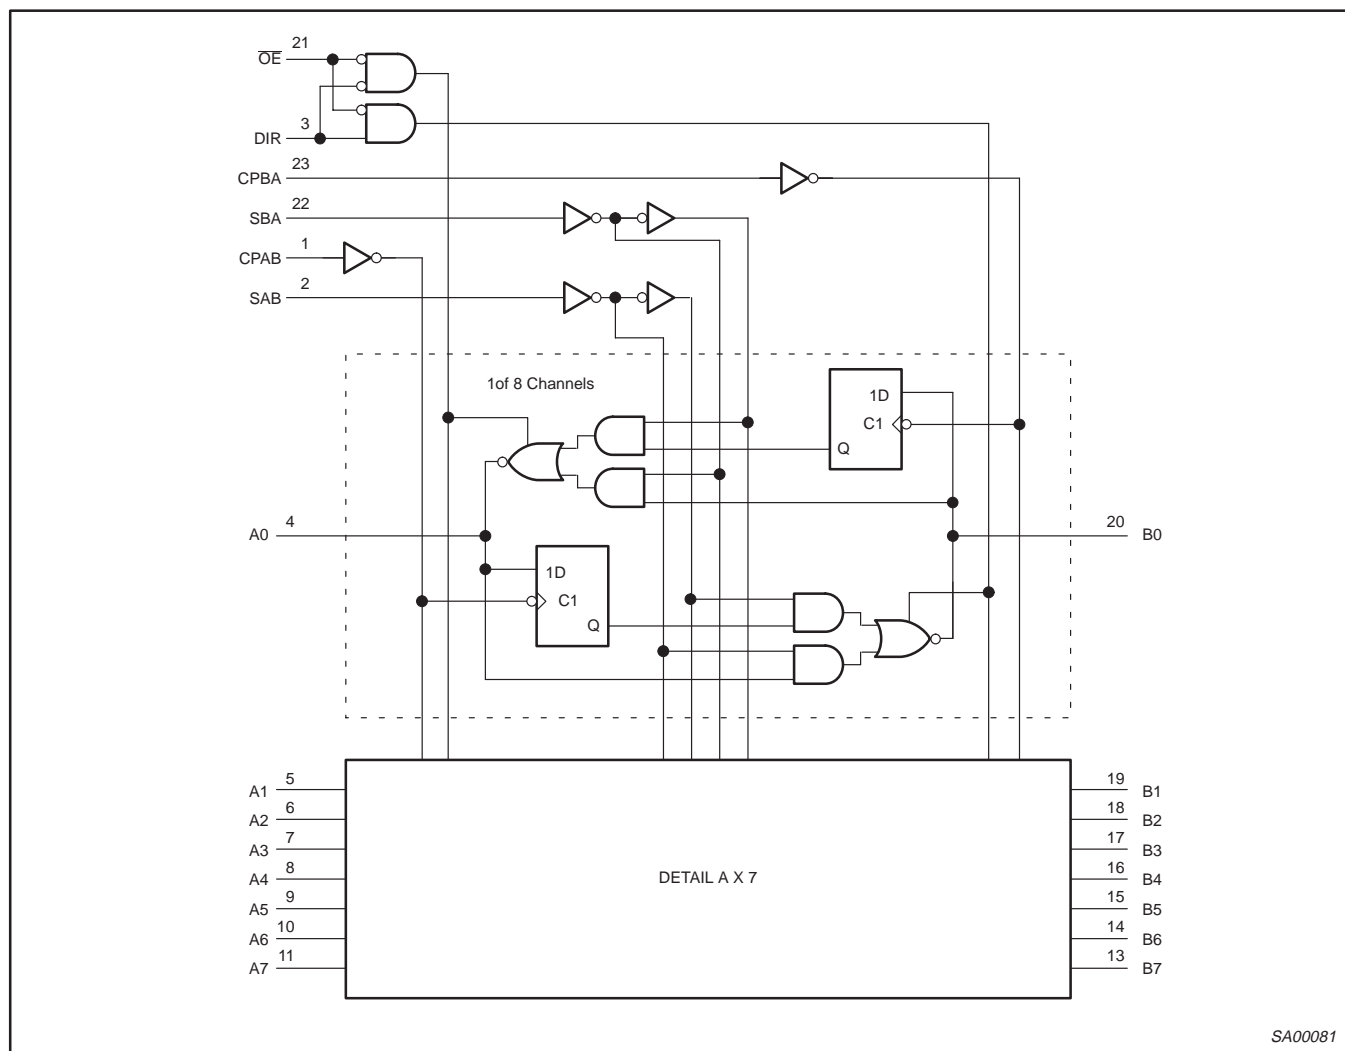 21
OE
3
DIR
23
CPBA
22
SBA
1
CPAB
2
SAB
1of 8 Channels
1D
C1
Q
4
A0
20
B0
1D
C1
Q
5
A1
19
B1
6
A2
18
B2
7
A3
17
B3
8
A4
DETAIL A X 7
16
B4
9
A5
15
B5
10
A6
14
B6
11
A7
13
B7
SA00081